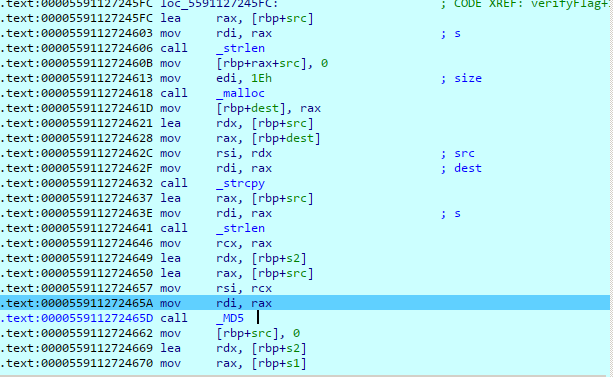 .text:00005591127245FC loc_5591127245FC: ; CODE XREF: verifyFlag+
.text:00005591127245FC lea rax, [rbp+src]
.text:0000559112724603 mov rdi, rax ; s
.text:0000559112724606 call _strlen
.text:000055911272460B mov [rbp+rax+src], 0
.text:0000559112724613 mov edi, 1Eh ; size
.text:0000559112724618 call _malloc
.text:000055911272461D mov [rbp+dest], rax
.text:0000559112724621 lea rdx, [rbp+src]
.text:0000559112724628 mov rax, [rbp+dest]
.text:000055911272462C mov rsi, rdx ; src
.text:000055911272462F mov rdi, rax ; dest
.text:0000559112724632 call _strcpy
.text:0000559112724637 lea rax, [rbp+src]
.text:000055911272463E mov rdi, rax ; s
.text:0000559112724641 call _strlen
.text:0000559112724646 mov rcx, rax
.text:0000559112724649 lea rdx, [rbp+s2]
.text:0000559112724650 lea rax, [rbp+src]
.text:0000559112724657 mov rsi, rcx
.text:000055911272465A mov rdi, rax
.text:000055911272465D call _MD5
.text:0000559112724662 mov [rbp+src], 0
.text:0000559112724669 lea rdx, [rbp+s2]
.text:0000559112724670 mov rax, [rbp+s1]